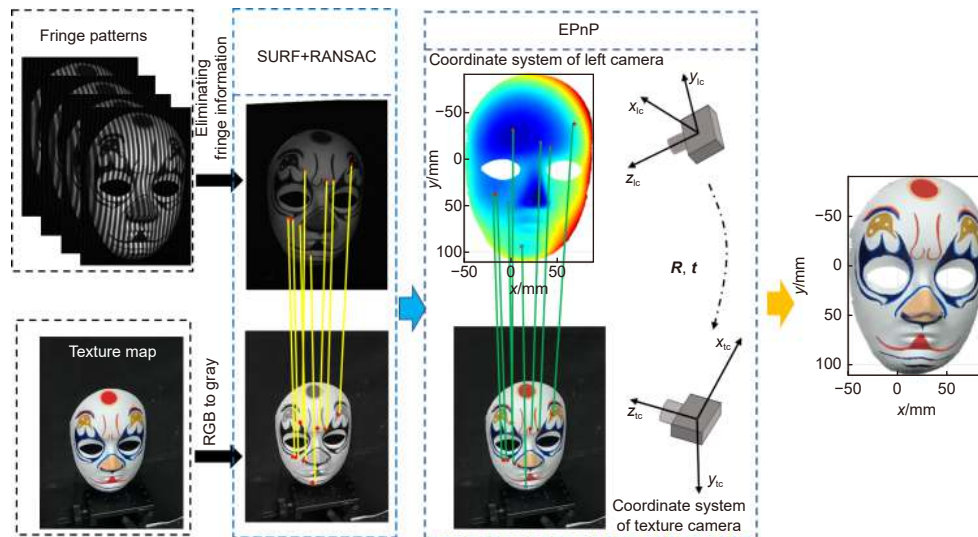 Fringe patterns
Eliminating
fringe information
SURF+RANSAC
EPnP
Coordinate system of left camera
−50
0
50
100
y/mm
−50
0
50
x/mm
y_lc
x_lc
z_lc
R, t
Texture map
RGB to gray
x_tc
z_tc
y_tc
Coordinate system
of texture camera
−50
0
50
100
y/mm
−50
0
50
x/mm